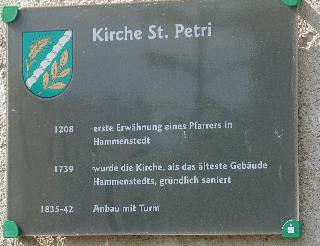 Kirche St. Petri
1208 erste Erwähnung eines Pfarrers in
Hammenstedt
1739 wurde die Kirche, als das älteste Gebäude
Hammenstedts, gründlich saniert
1835-42 Anbau mit Turm